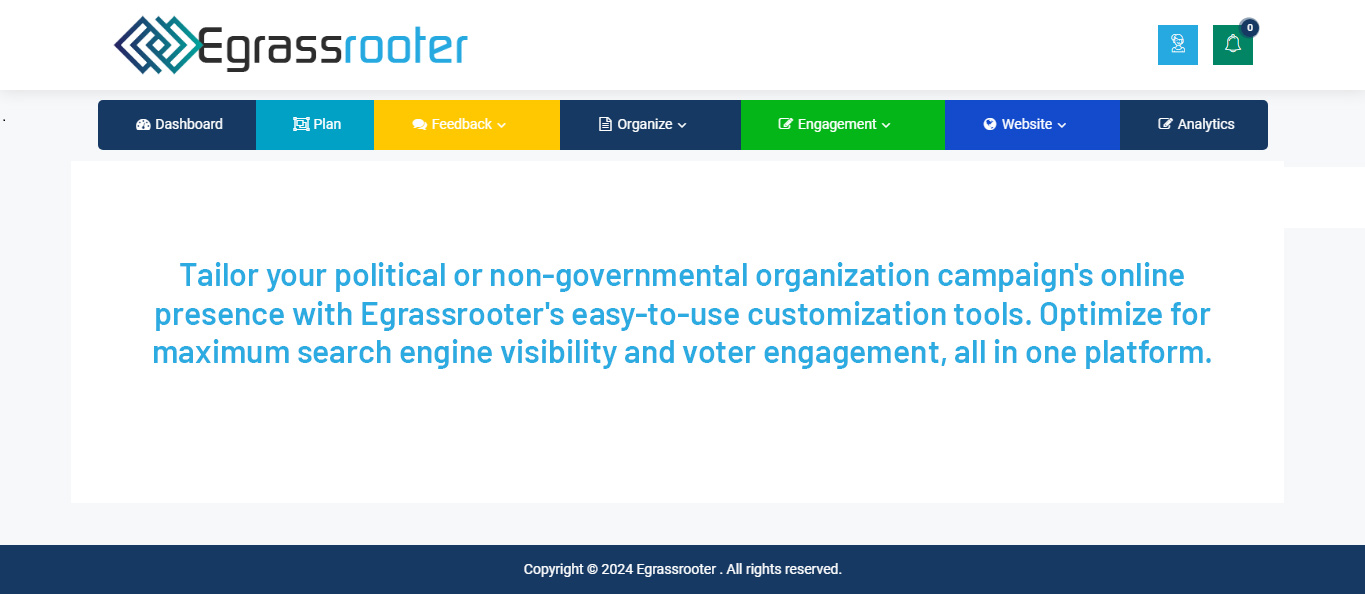 Egrassrooter
0
Dashboard Plan Feedback Organize Engagement Website Analytics
.
Tailor your political or non-governmental organization campaign's online
presence with Egrassrooter's easy-to-use customization tools. Optimize for
maximum search engine visibility and voter engagement, all in one platform.
Copyright © 2024 Egrassrooter . All rights reserved.